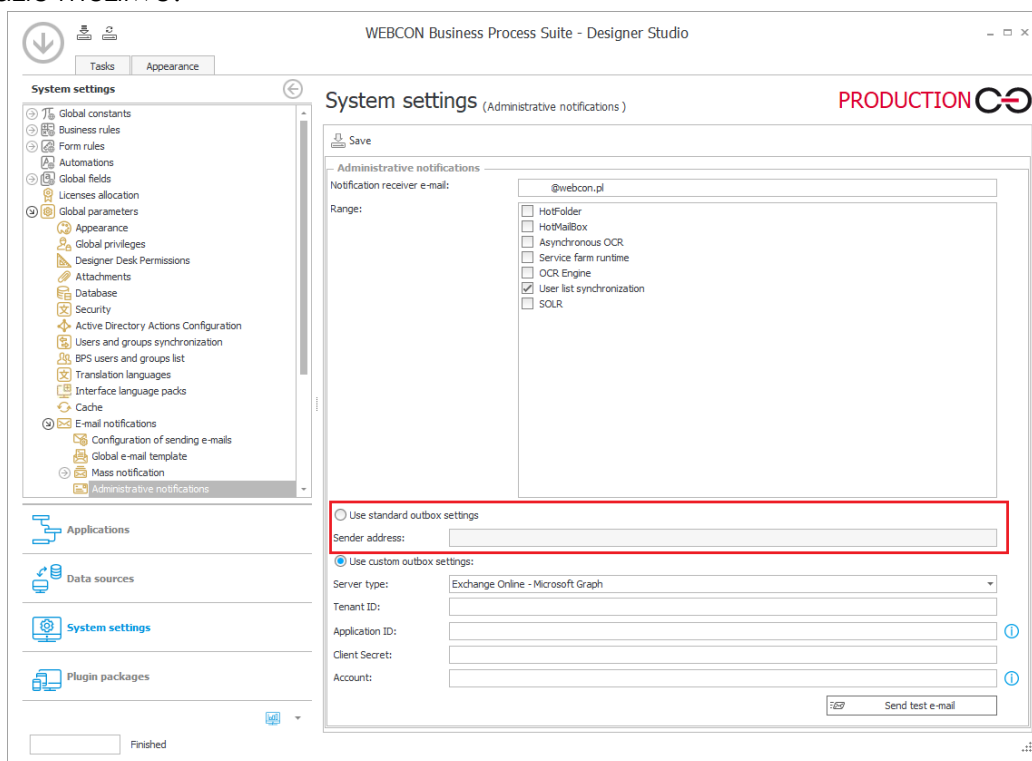 WEBCON Business Process Suite - Designer Studio
Tasks Appearance
System settings
Global constants
Business rules
Form rules
Automations
Global fields
Licenses allocation
Global parameters
Appearance
Global privileges
Designer Desk Permissions
Attachments
Database
Security
Active Directory Actions Configuration
Users and groups synchronization
BPS users and groups list
Translation languages
Interface language packs
Cache
E-mail notifications
Configuration of sending e-mails
Global e-mail template
Mass notification
Administrative notifications
Applications
Data sources
System settings
Plugin packages
Finished
System settings (Administrative notifications )
PRODUCTION
Save
Administrative notifications
Notification receiver e-mail: @webcon.pl
Range:
HotFolder
HotMailBox
Asynchronous OCR
Service farm runtime
OCR Engine
User list synchronization
SOLR
Use standard outbox settings
Sender address:
Use custom outbox settings:
Server type: Exchange Online - Microsoft Graph
Tenant ID:
Application ID:
Client Secret:
Account:
Send test e-mail